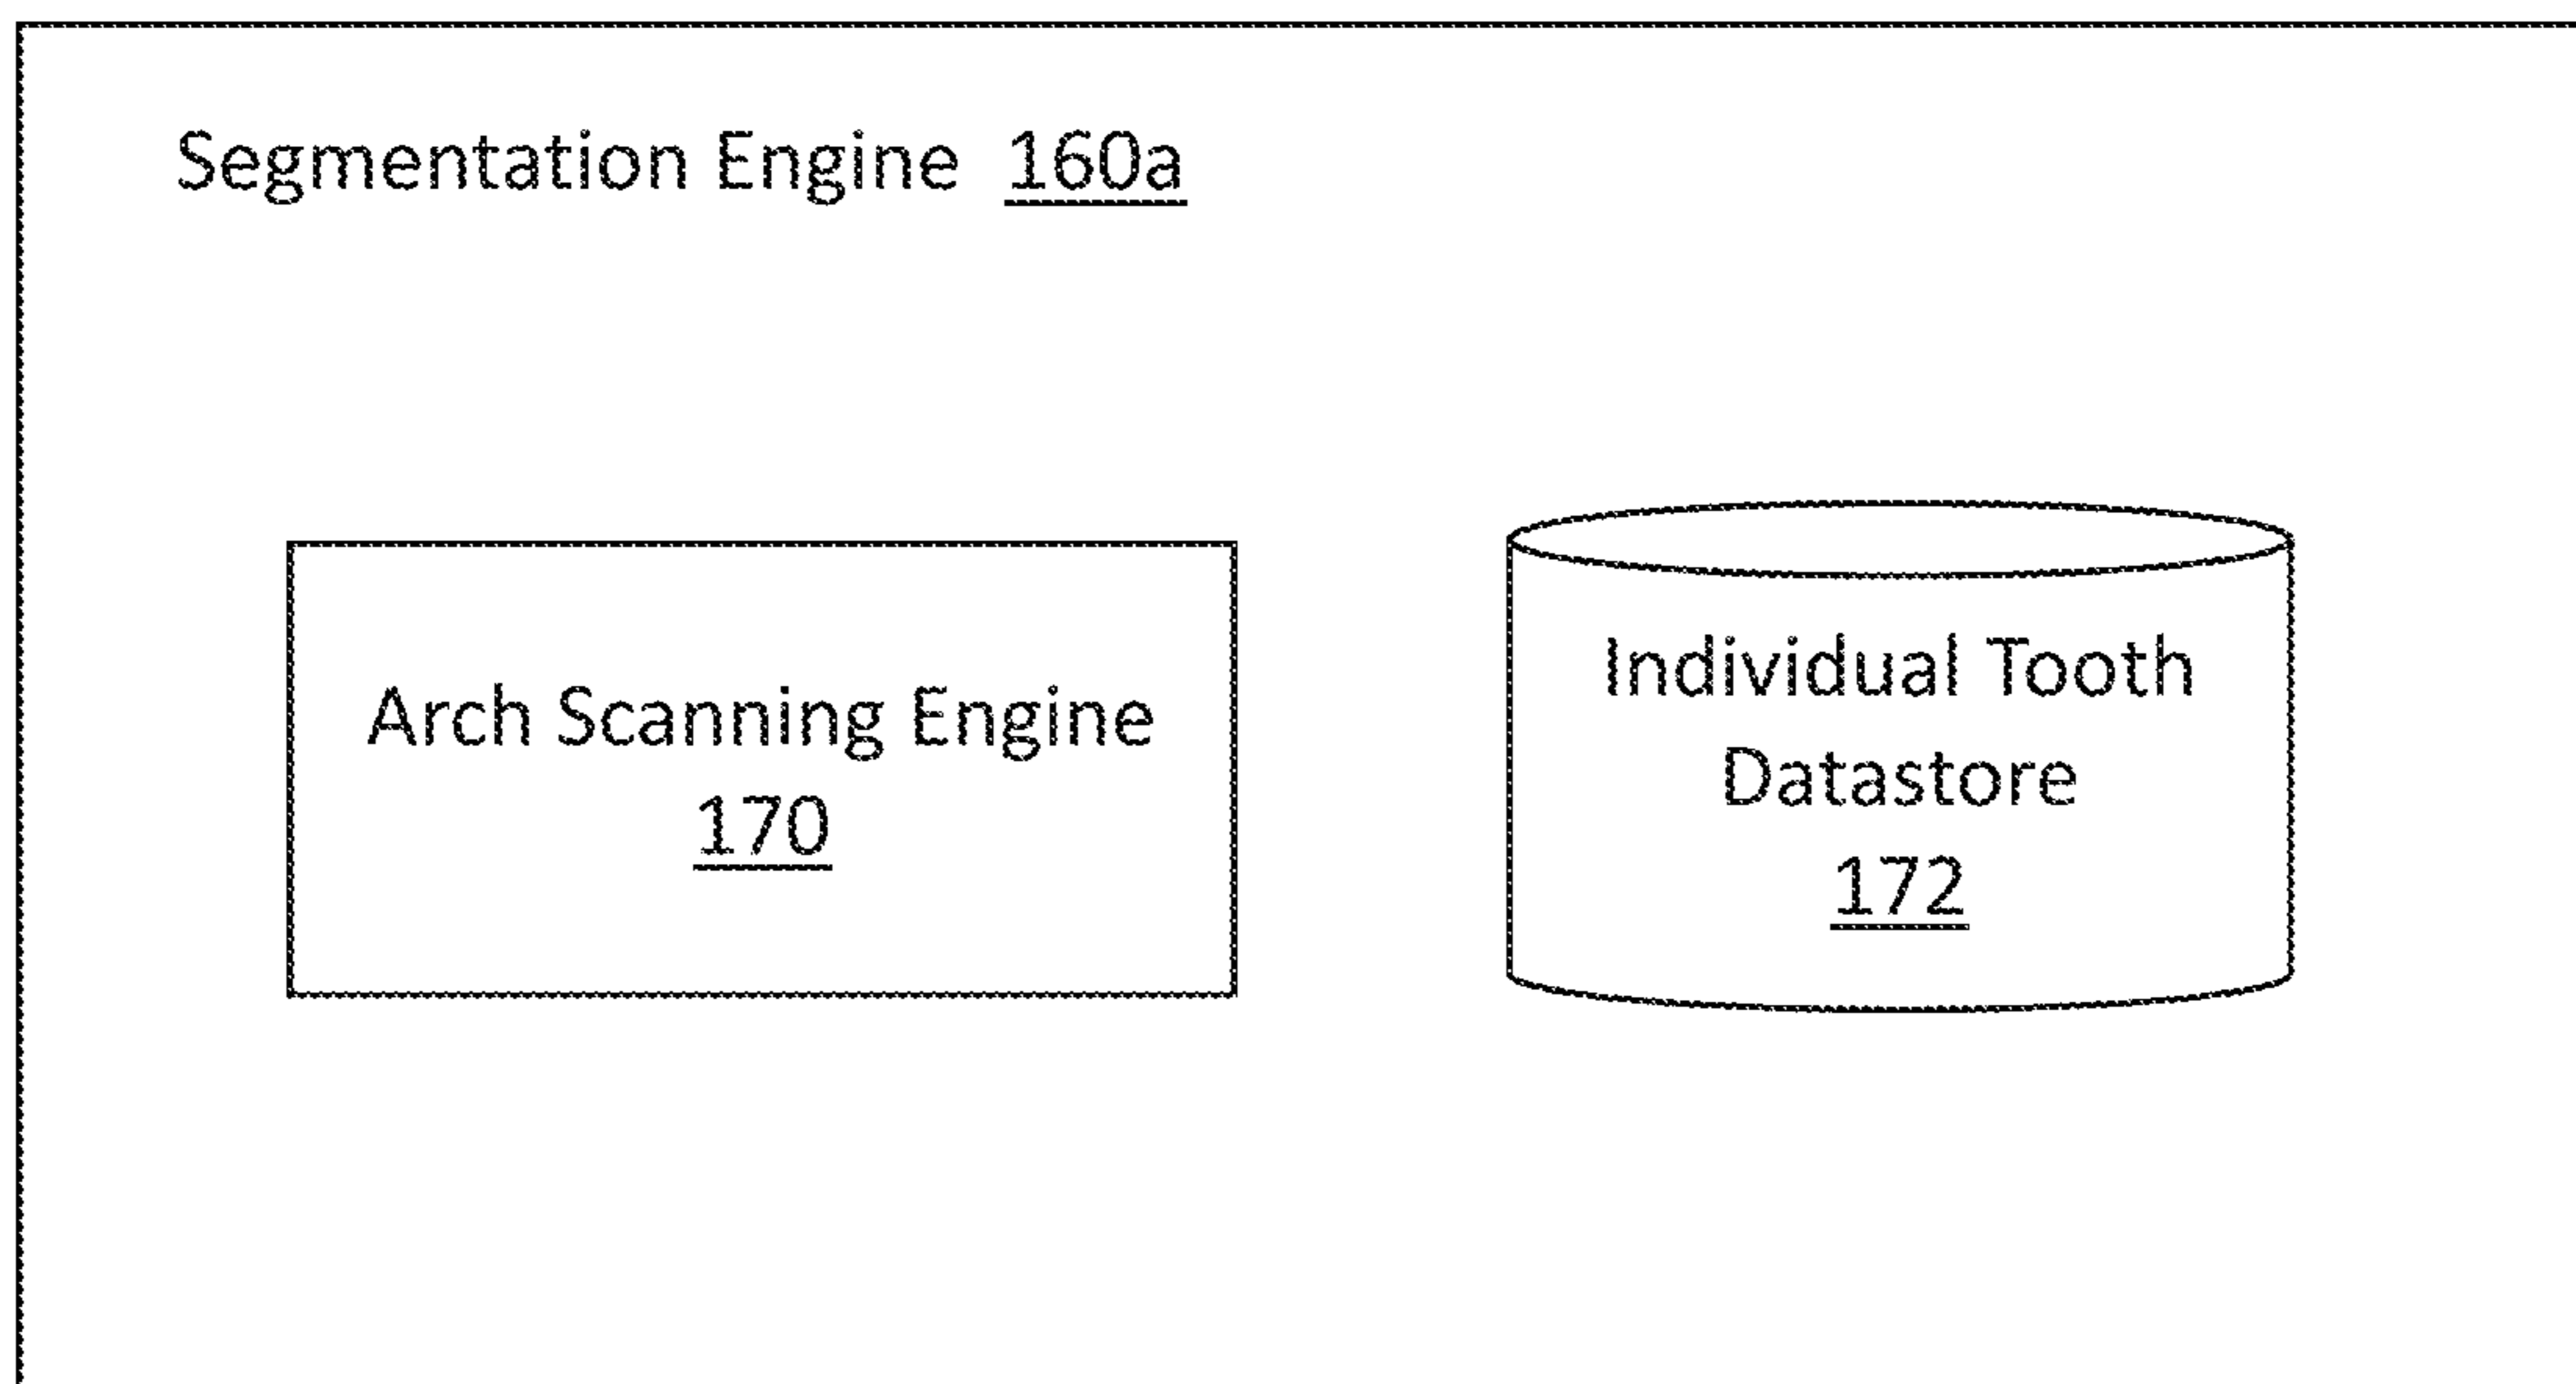 Segmentation Engine 160a
Arch Scanning Engine
170
Individual Tooth
Datastore
172